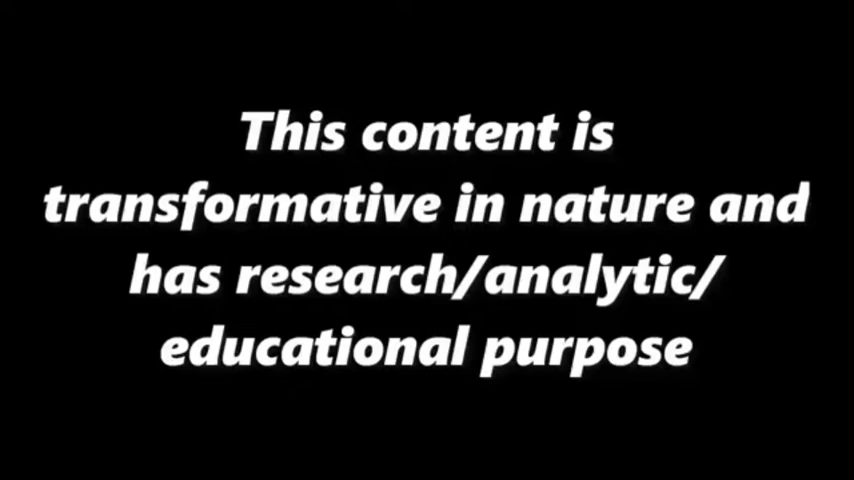 This content is
transformative in nature and
has research/analytic/
educational purpose